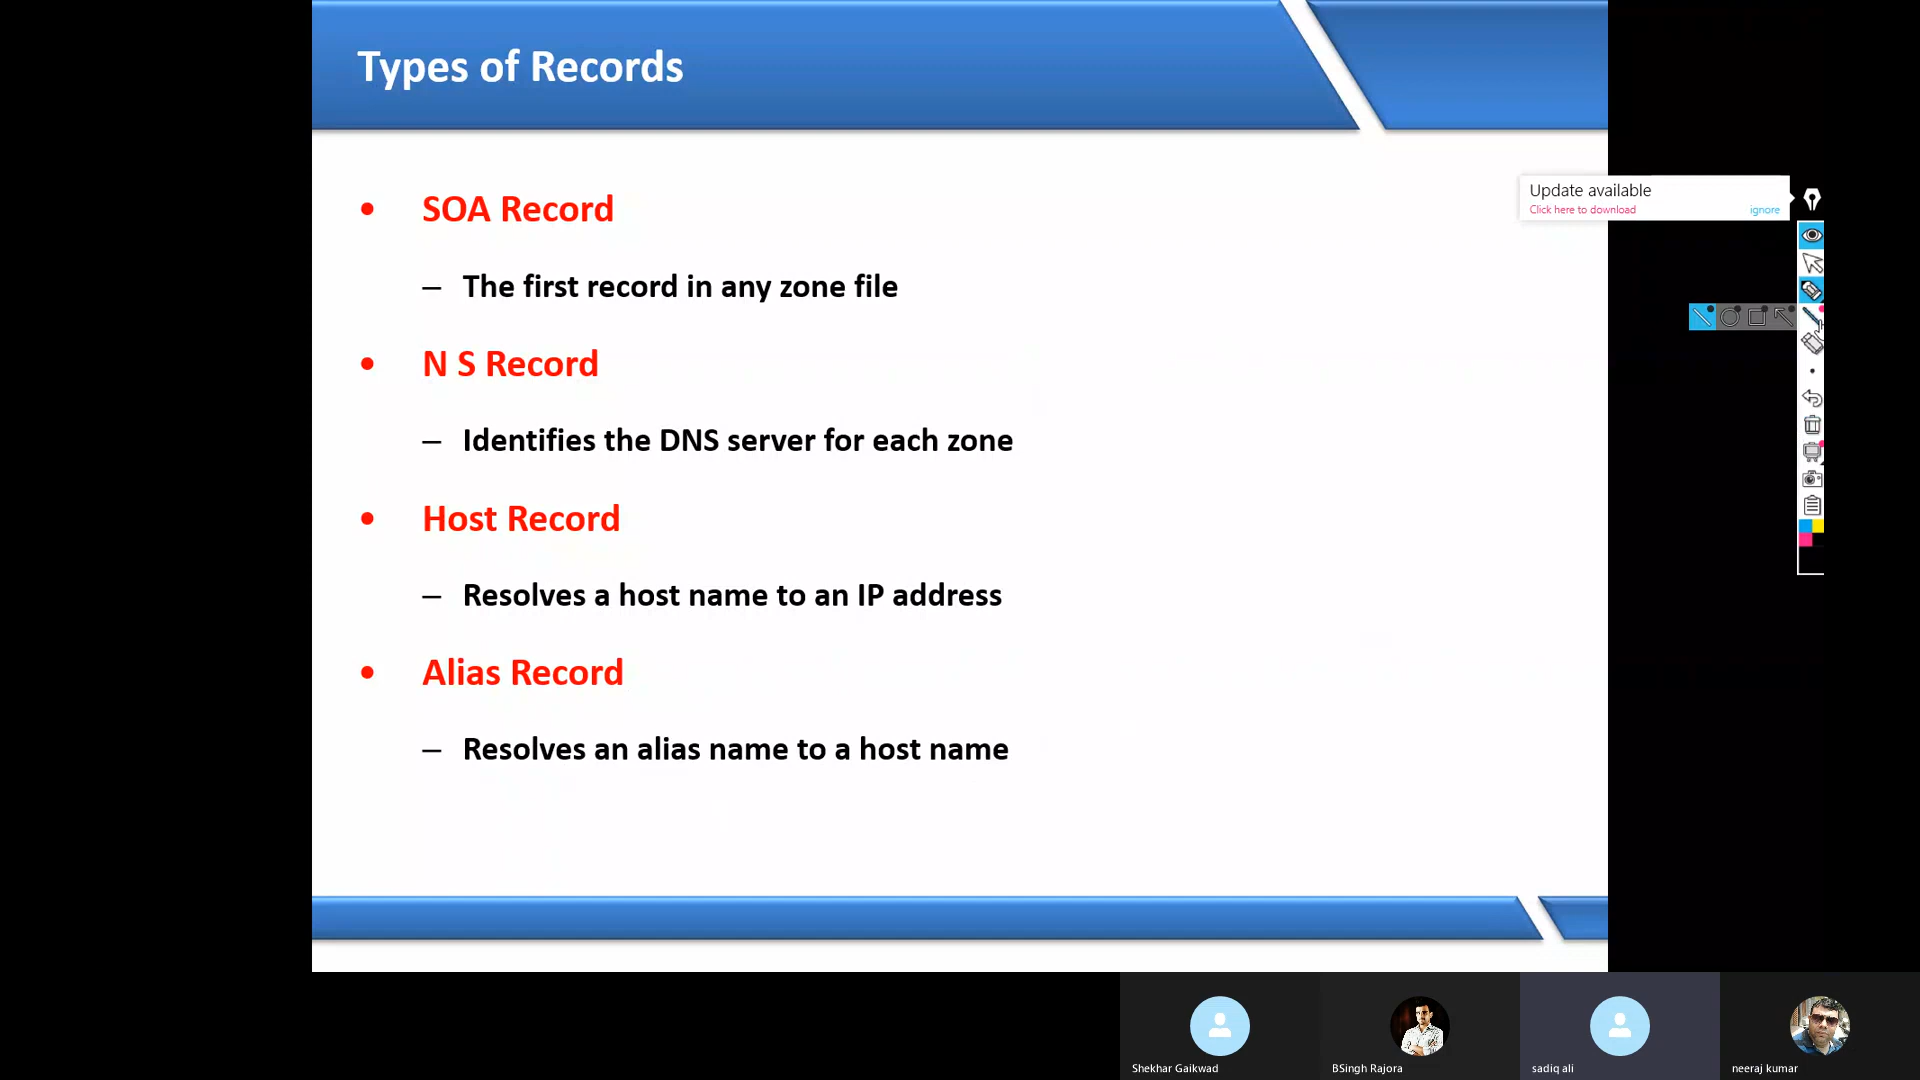 Types of Records
• SOA Record
– The first record in any zone file
• N S Record
– Identifies the DNS server for each zone
• Host Record
– Resolves a host name to an IP address
• Alias Record
– Resolves an alias name to a host name
Update available
Click here to download ignore
Shekhar Gaikwad
BSingh Rajora
sadiq ali
neeraj kumar